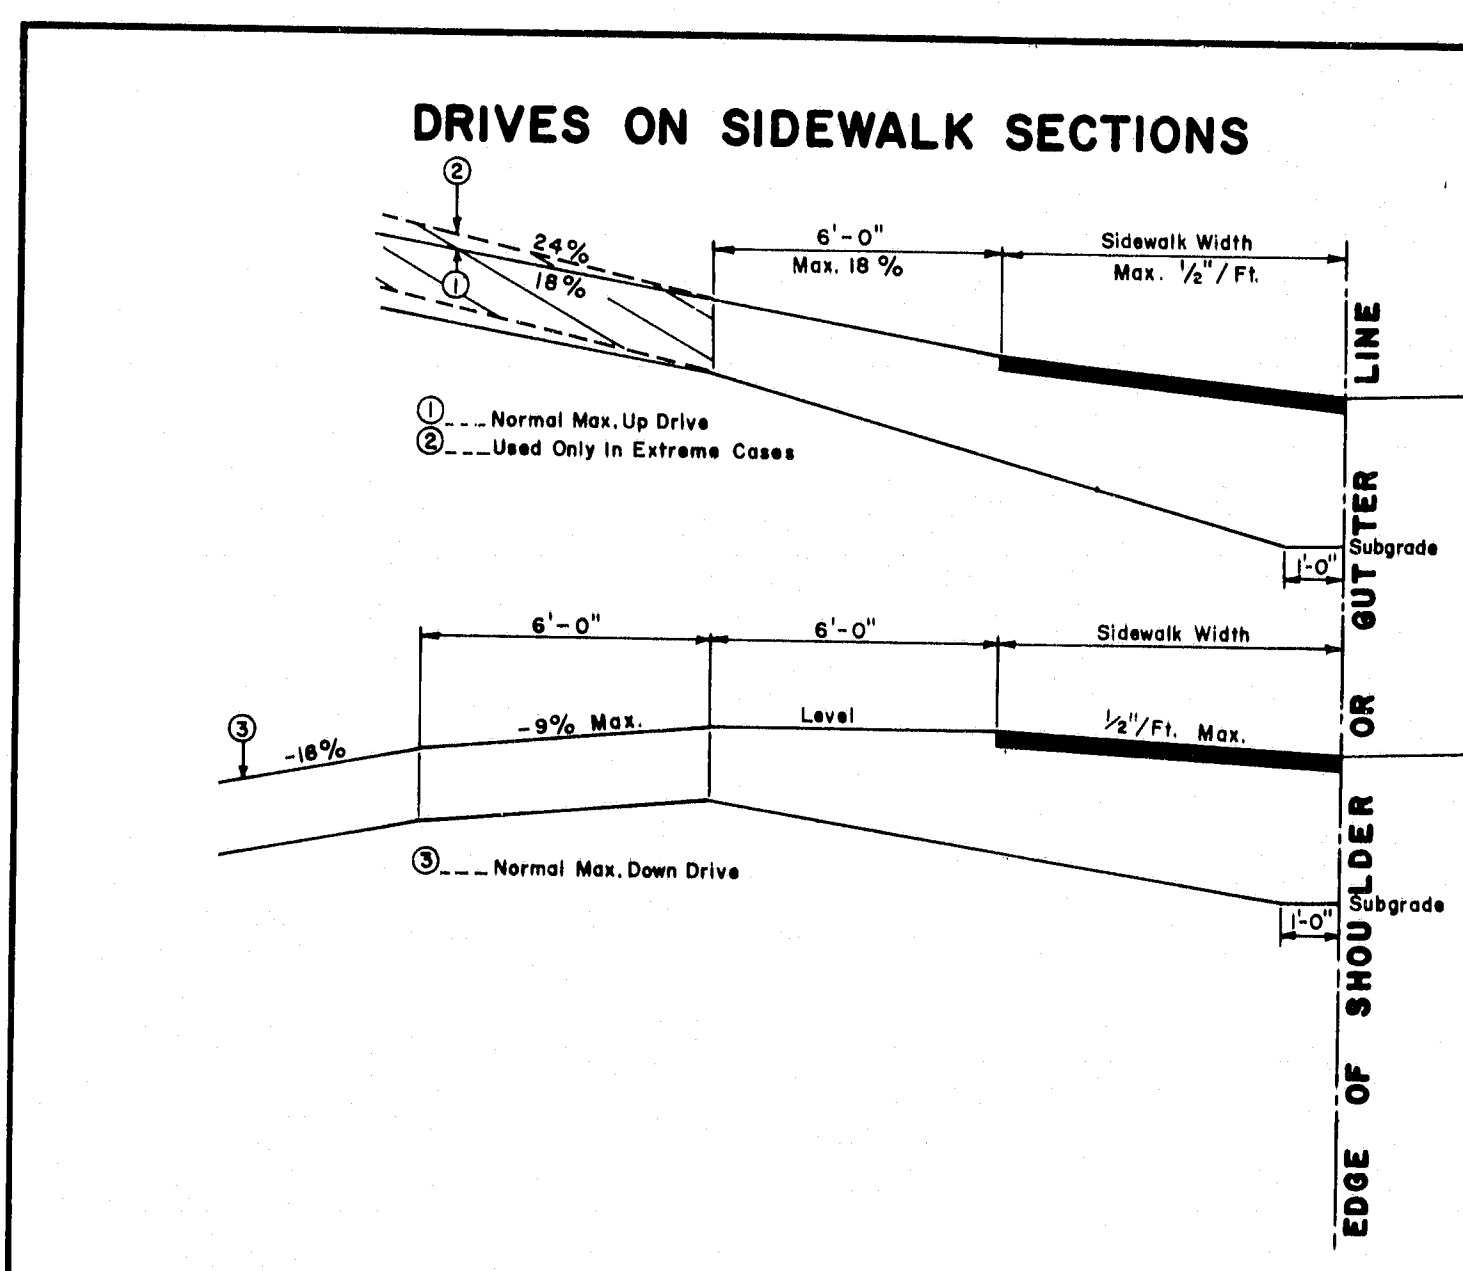 DRIVES ON SIDEWALK SECTIONS
②
24%
18%
①
6'-0"
Max. 18%
Sidewalk Width
Max. ½"/Ft.
①---Normal Max. Up Drive
②---Used Only In Extreme Cases
Subgrade
1'-0"
6'-0"
6'-0"
Sidewalk Width
③
-18%
-9% Max.
Level
½"/Ft. Max.
③---Normal Max. Down Drive
Subgrade
1'-0"
EDGE OF SHOULDER OR GUTTER LINE